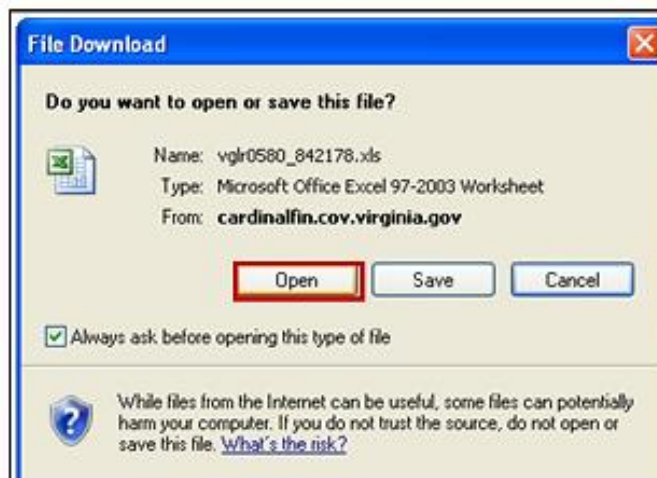 File Download
Do you want to open or save this file?
Name: vglr0580_842178.xls
Type: Microsoft Office Excel 97-2003 Worksheet
From: cardinalfin.cov.virginia.gov
Open Save Cancel
Always ask before opening this type of file
While files from the Internet can be useful, some files can potentially
harm your computer. If you do not trust the source, do not open or
save this file. What's the risk?